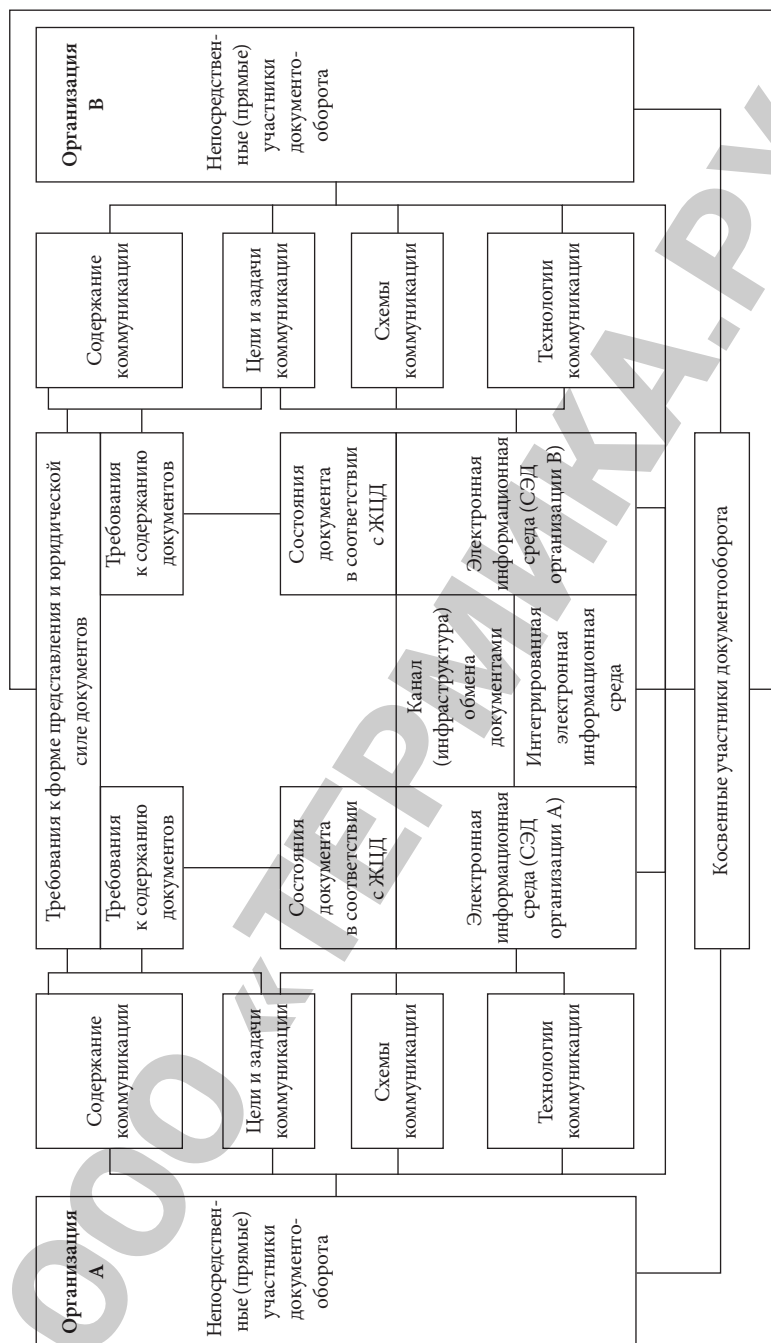 Организация
А
Непосредствен-
ные (прямые)
участники
документо-
оборота
Содержание
коммуникации
Цели и задачи
коммуникации
Схемы
коммуникации
Технологии
коммуникации
Требования к форме представления и юридической
силе документов
Требования
к содержанию
документов
Требования
к содержанию
документов
Состояния
документа
в соответствии
с ЖЦД
Состояния
документа
в соответствии
с ЖЦД
Электронная
информационная
среда (СЭД
организации А)
Канал
(инфраструктура)
обмена
документами
Интегрированная
электронная
информационная
среда
Электронная
информационная
среда (СЭД
организации В)
Косвенные участники документооборота
Содержание
коммуникации
Цели и задачи
коммуникации
Схемы
коммуникации
Технологии
коммуникации
Организация
В
Непосредствен-
ные (прямые)
участники
документо-
оборота
ООО «ТЕРМИКА.РУ